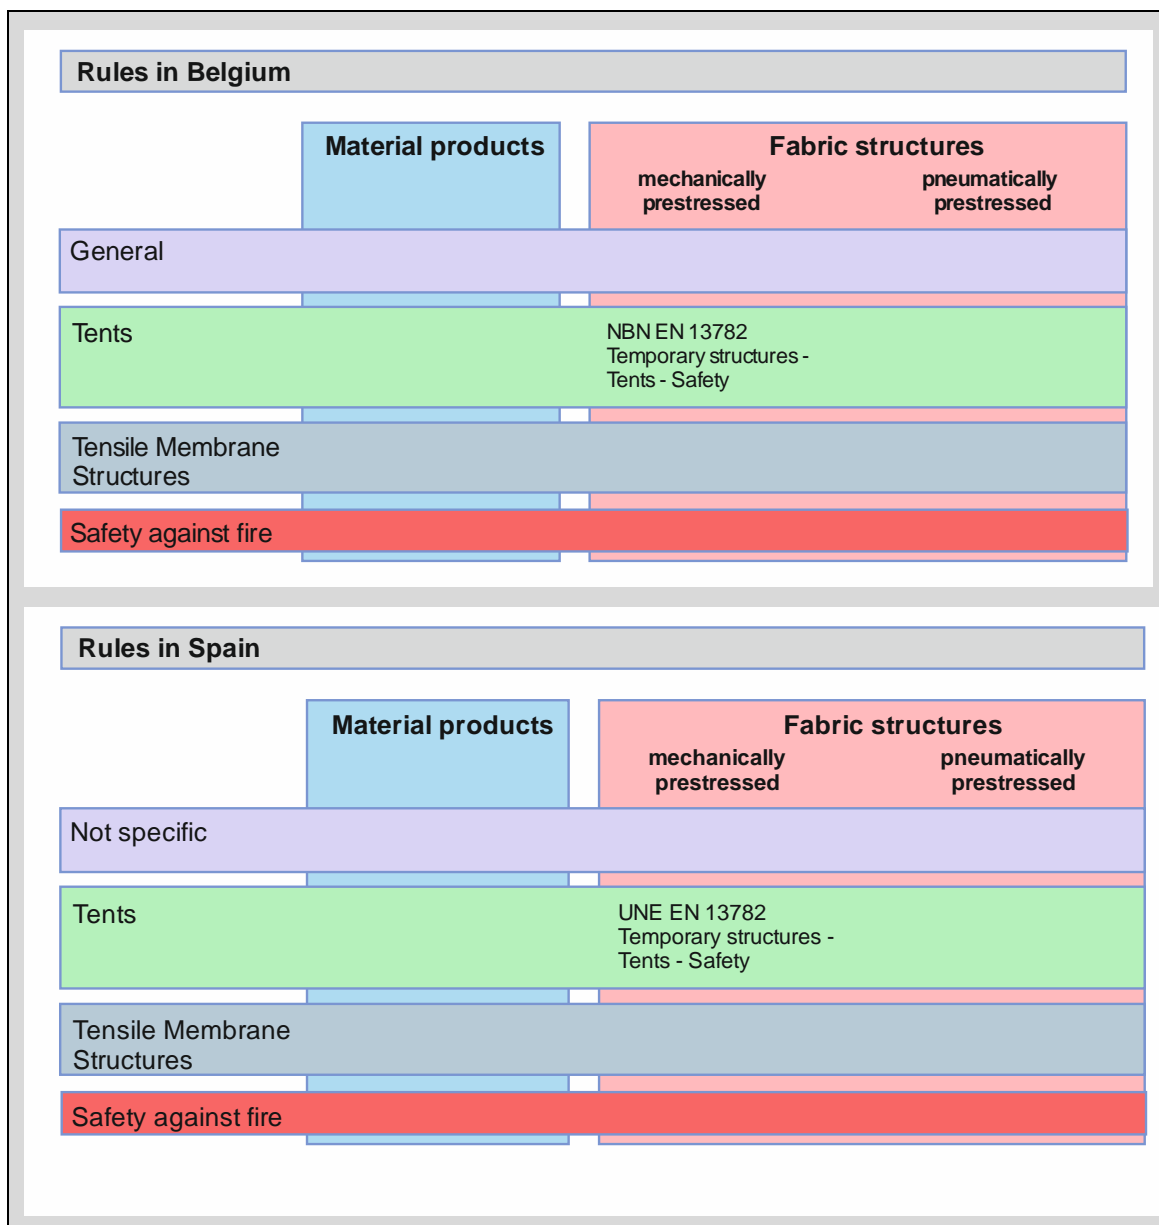 Rules in Belgium
Material products
Fabric structures
mechanically
prestressed
pneumatically
prestressed
General
Tents
NBN EN 13782
Temporary structures -
Tents - Safety
Tensile Membrane
Structures
Safety against fire
Rules in Spain
Material products
Fabric structures
mechanically
prestressed
pneumatically
prestressed
Not specific
Tents
UNE EN 13782
Temporary structures -
Tents - Safety
Tensile Membrane
Structures
Safety against fire